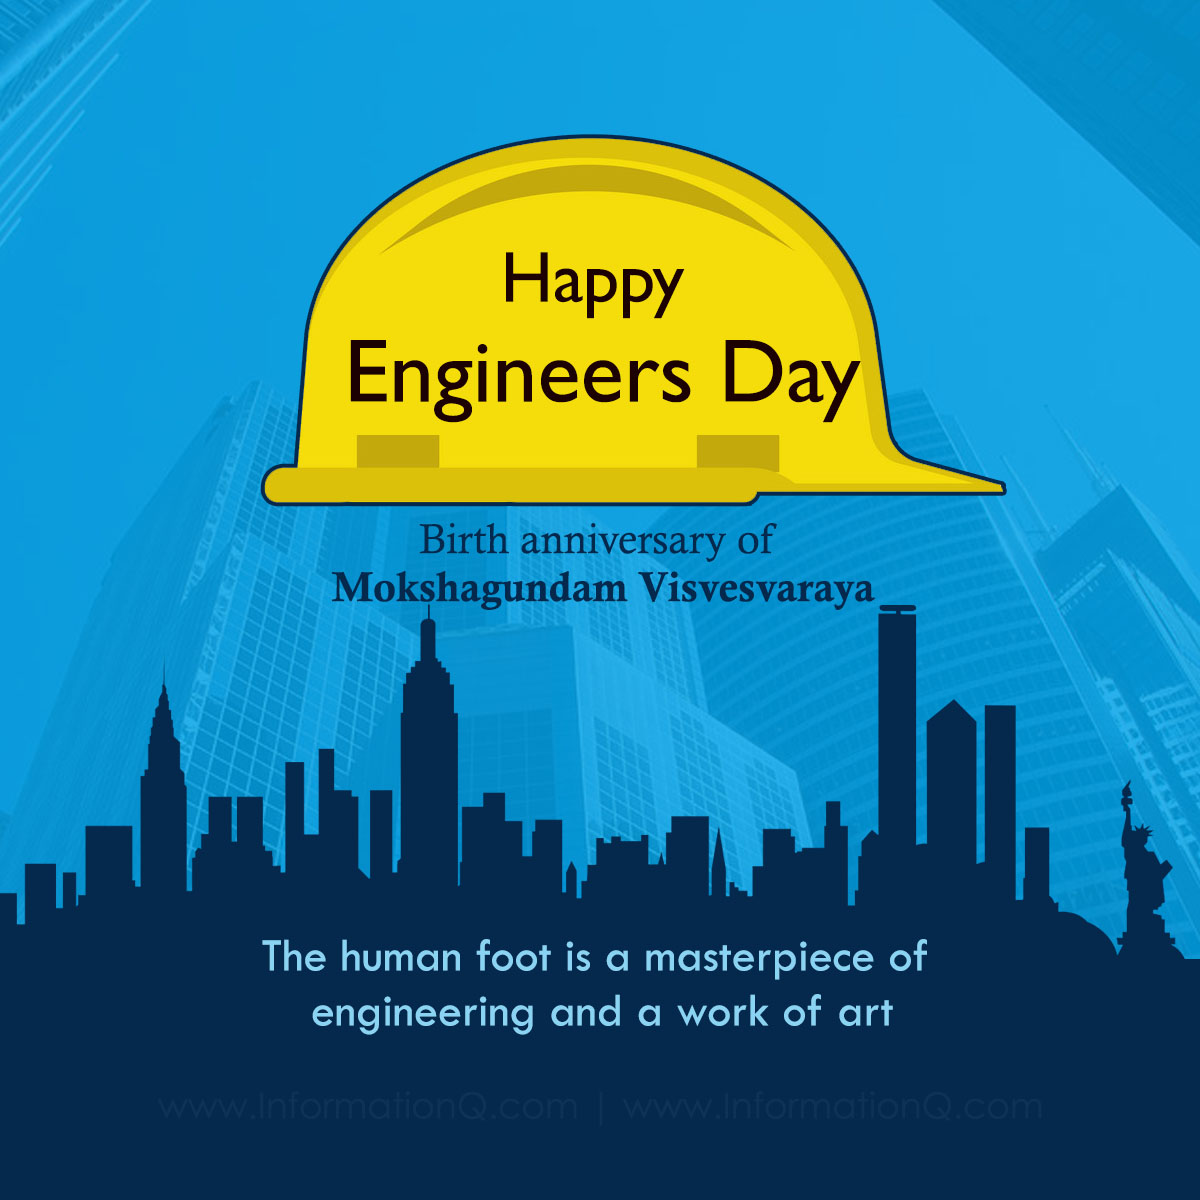 Happy
Engineers Day
Birth anniversary of
Mokshagundam Visvesvaraya
The human foot is a masterpiece of
engineering and a work of art
www.InformationQ.com | www.InformationQ.com